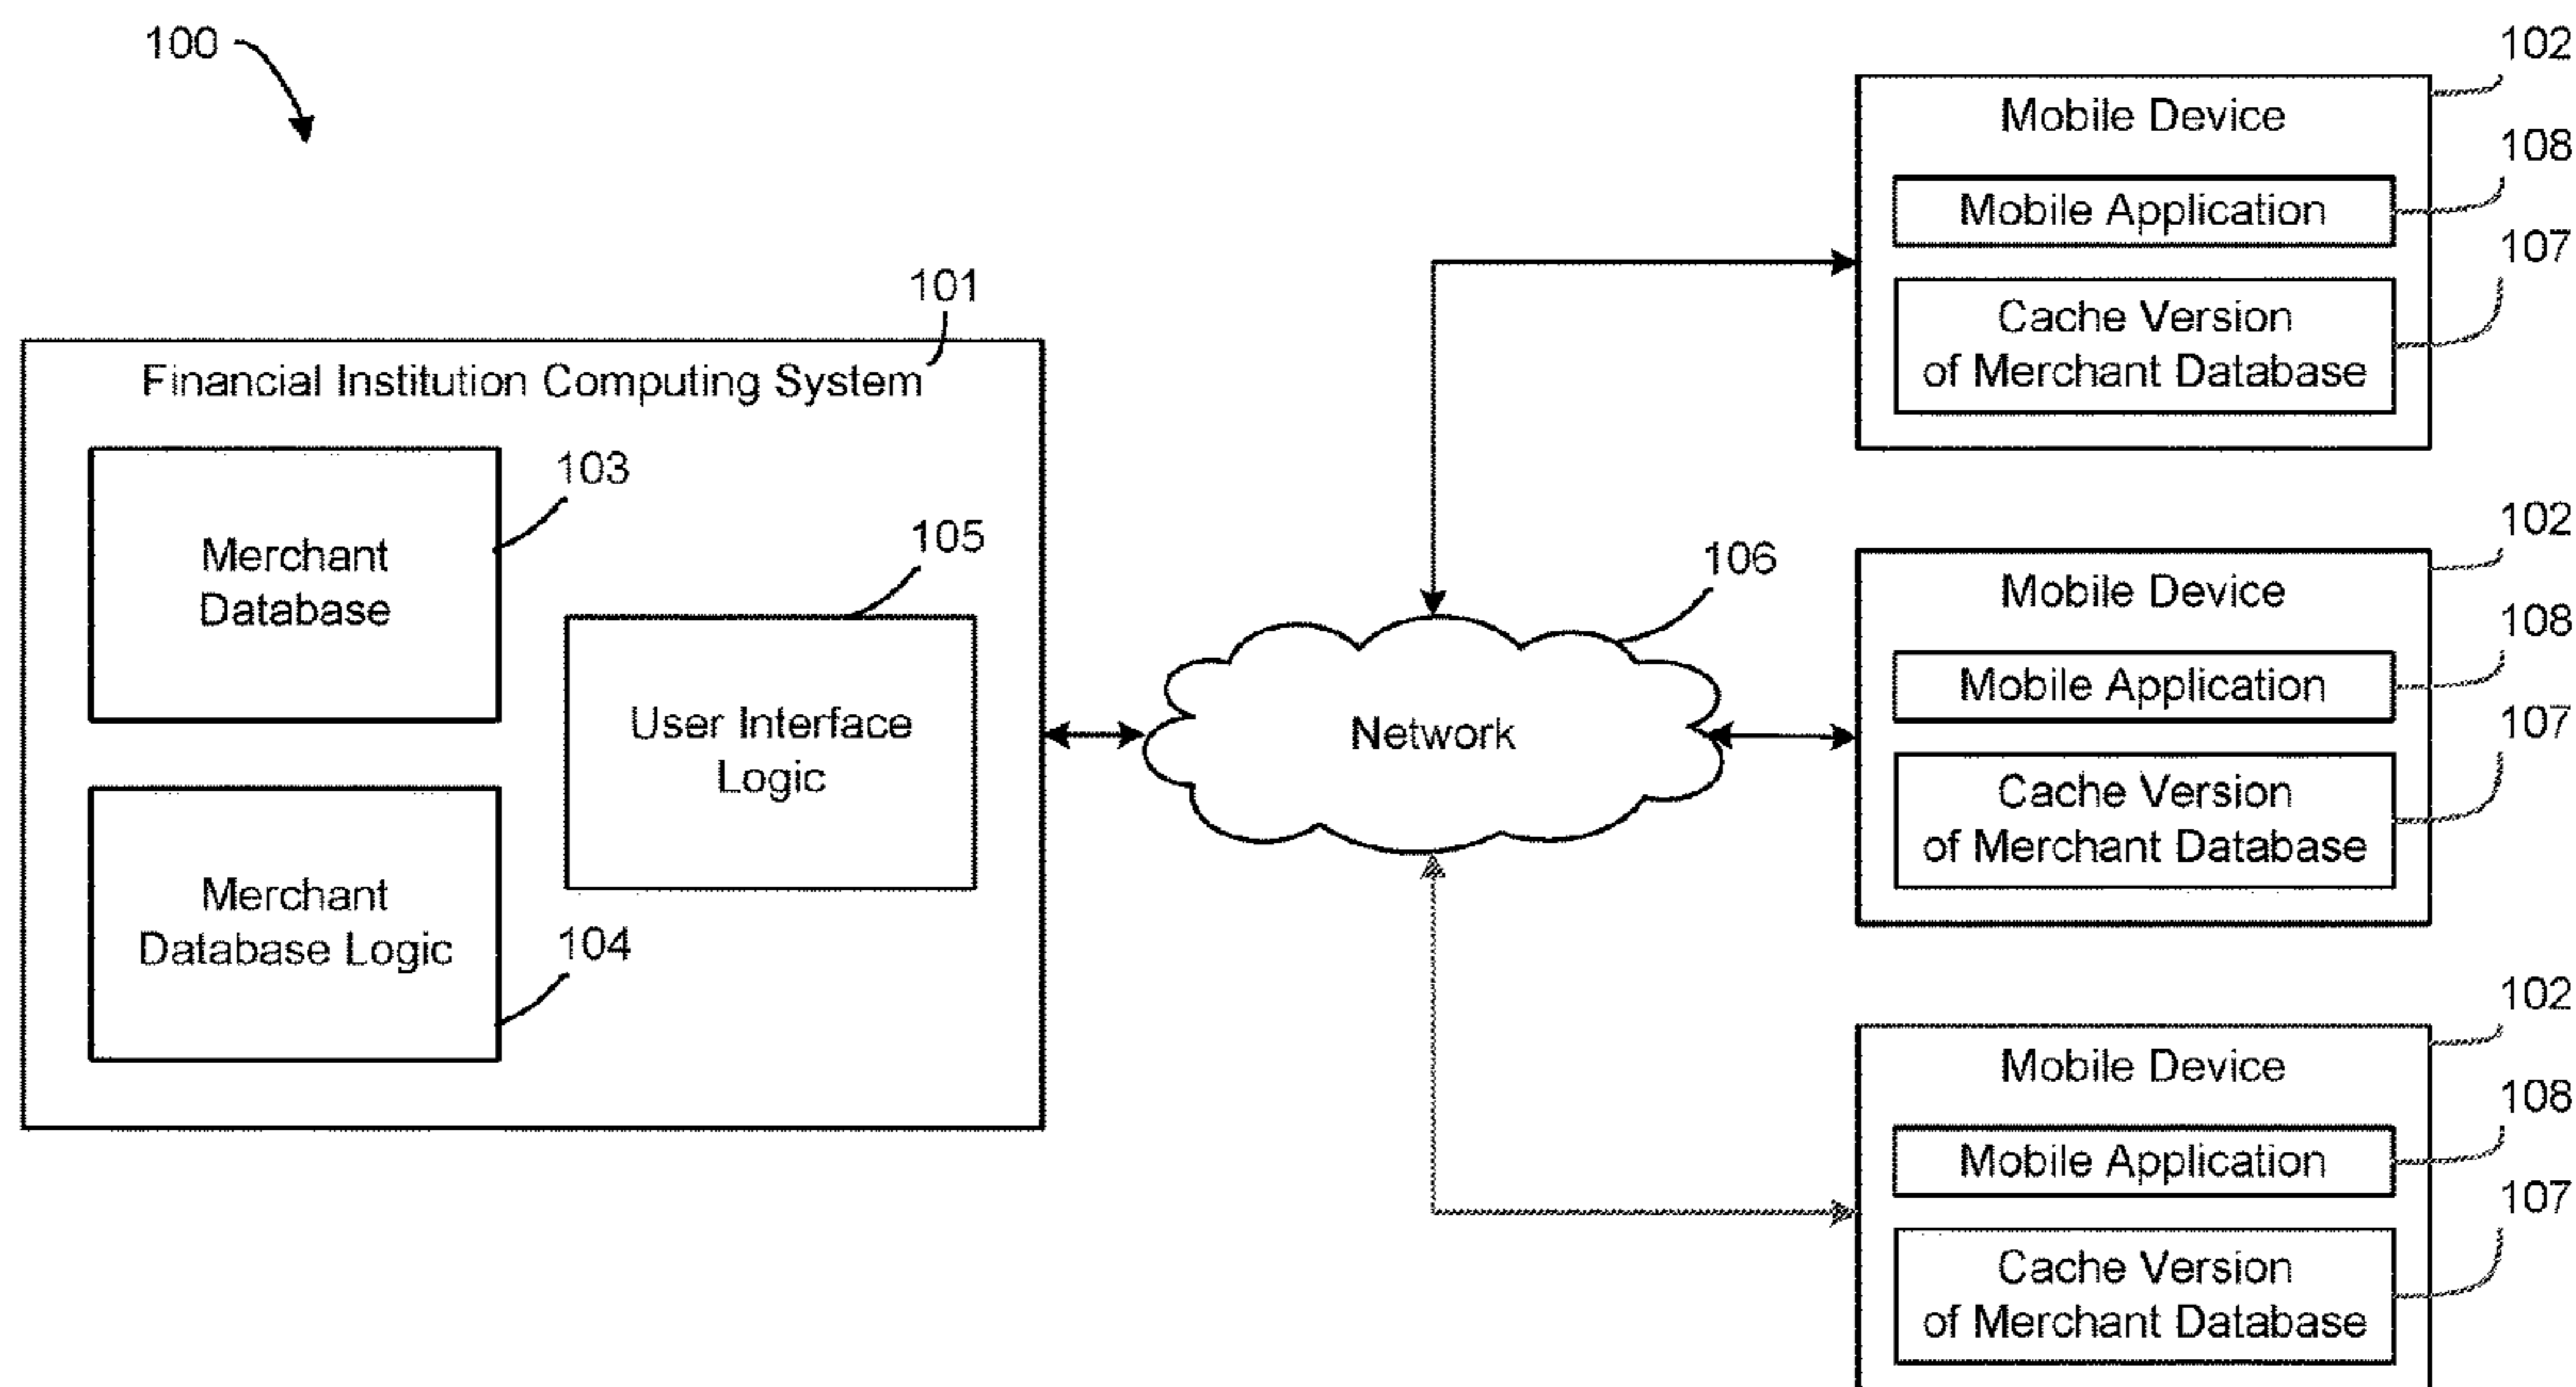 100
101
Financial Institution Computing System
103
Merchant
Database
105
User Interface
Logic
Merchant
Database Logic
104
106
Network
102
Mobile Device
108
Mobile Application
107
Cache Version
of Merchant Database
102
Mobile Device
108
Mobile Application
107
Cache Version
of Merchant Database
102
Mobile Device
108
Mobile Application
107
Cache Version
of Merchant Database